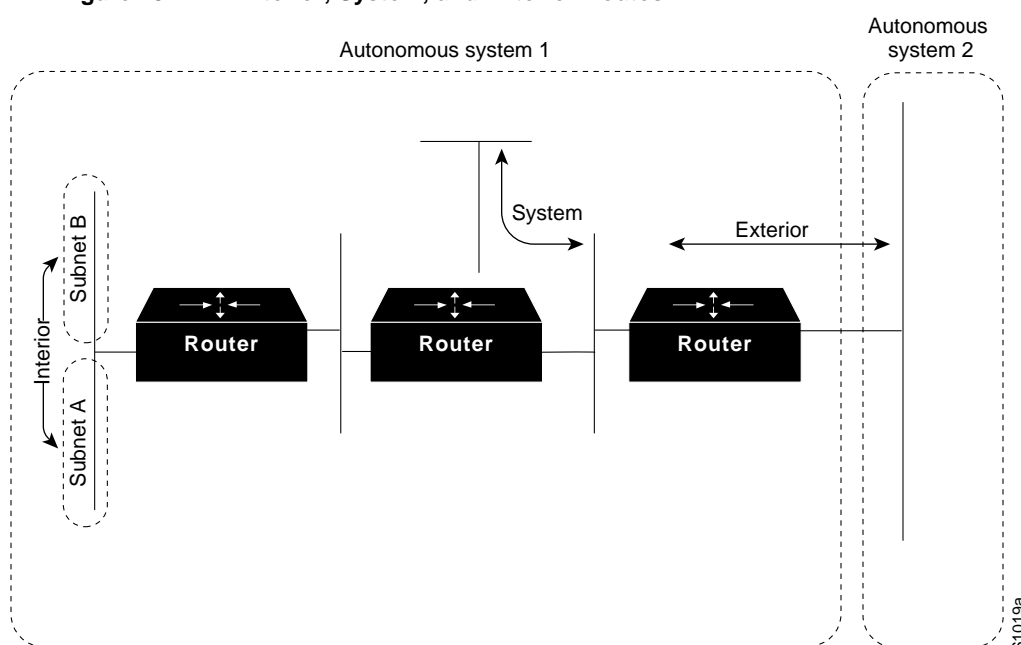 Autonomous system 1
Autonomous
system 2
System
Exterior
Subnet B
Interior
Subnet A
Router
Router
Router